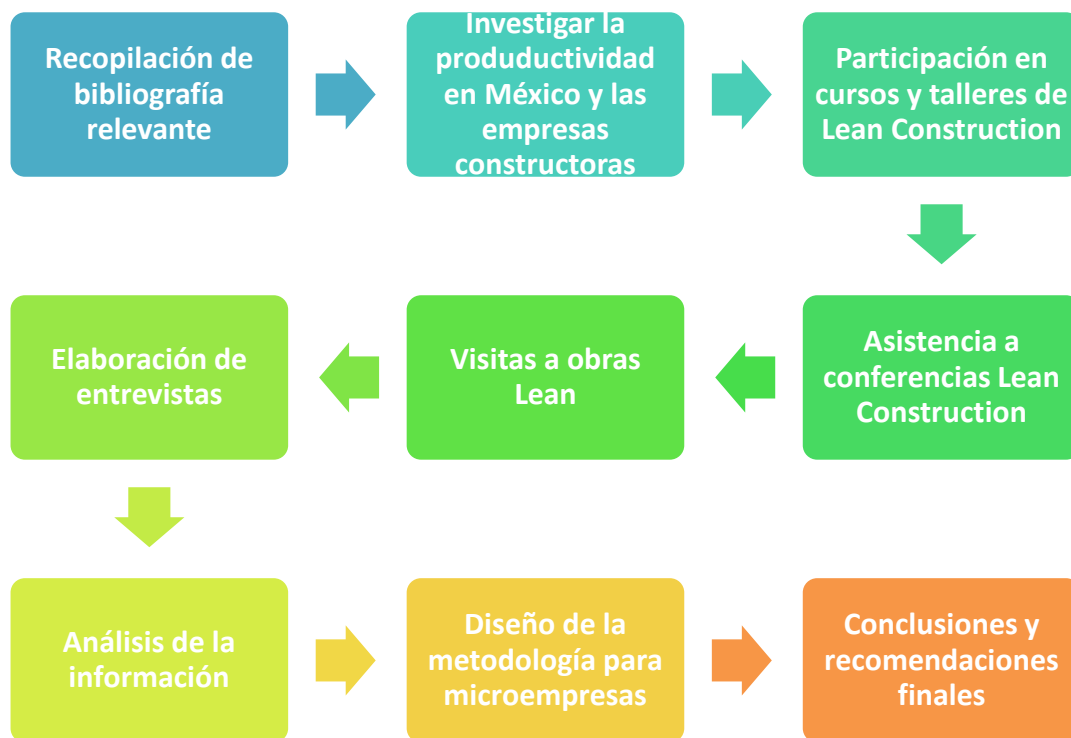 Recopilación de
bibliografía
relevante
Investigar la
produductividad
en México y las
empresas
constructoras
Participación en
cursos y talleres de
Lean Construction
Asistencia a
conferencias Lean
Construction
Visitas a obras
Lean
Elaboración de
entrevistas
Análisis de la
información
Diseño de la
metodología para
microempresas
Conclusiones y
recomendaciones
finales